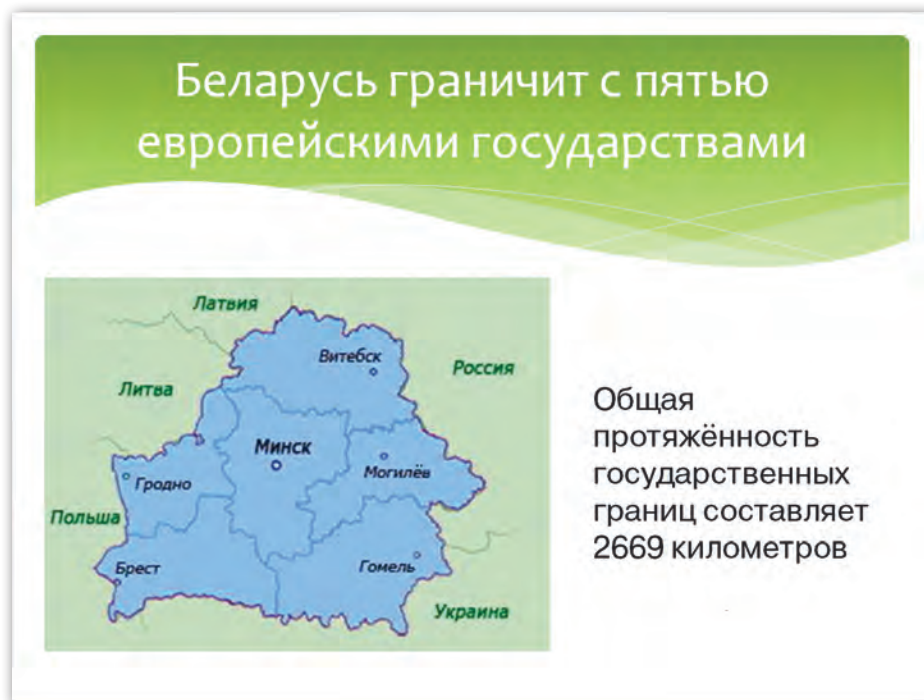 Беларусь граничит с пятью
европейскими государствами
Латвия
Витебск
Россия
Литва
Минск
Могилёв
Гродно
Польша
Брест
Гомель
Украина
Общая
протяжённость
государственных
границ составляет
2669 километров